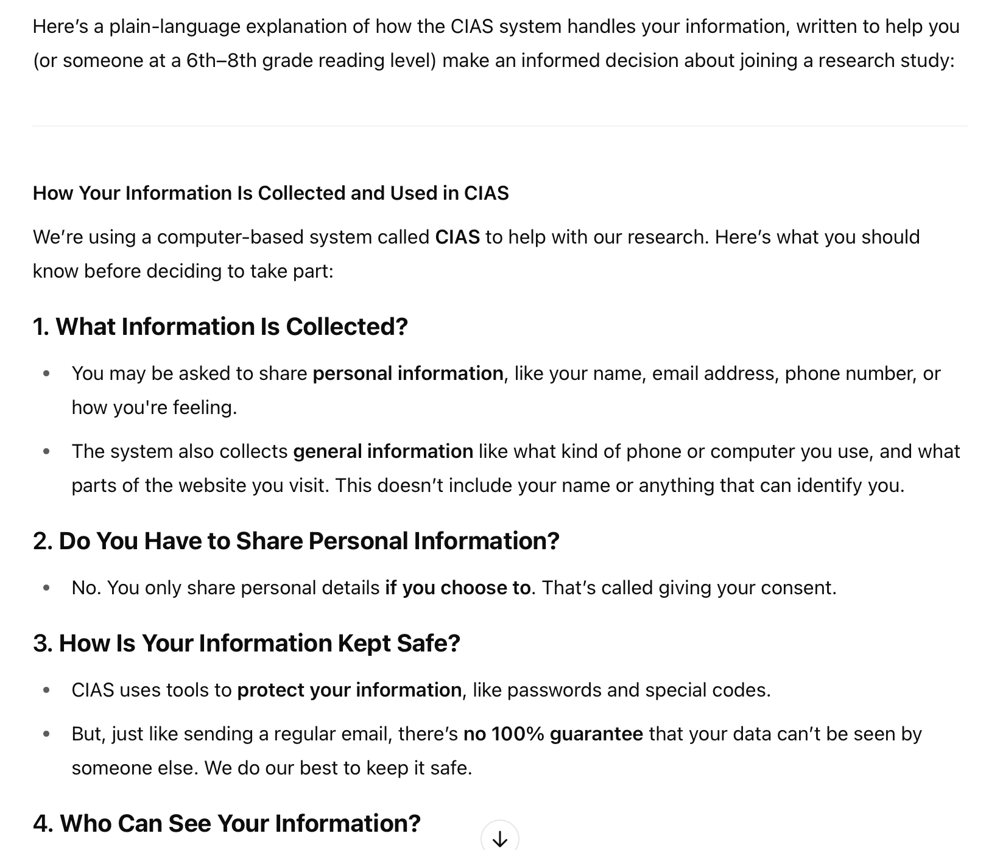 Here’s a plain-language explanation of how the CIAS system handles your information, written to help you
(or someone at a 6th–8th grade reading level) make an informed decision about joining a research study:
How Your Information Is Collected and Used in CIAS
We’re using a computer-based system called CIAS to help with our research. Here’s what you should
know before deciding to take part:
1. What Information Is Collected?
• You may be asked to share personal information, like your name, email address, phone number, or
how you're feeling.
• The system also collects general information like what kind of phone or computer you use, and what
parts of the website you visit. This doesn’t include your name or anything that can identify you.
2. Do You Have to Share Personal Information?
• No. You only share personal details if you choose to. That’s called giving your consent.
3. How Is Your Information Kept Safe?
• CIAS uses tools to protect your information, like passwords and special codes.
• But, just like sending a regular email, there’s no 100% guarantee that your data can’t be seen by
someone else. We do our best to keep it safe.
4. Who Can See Your Information?